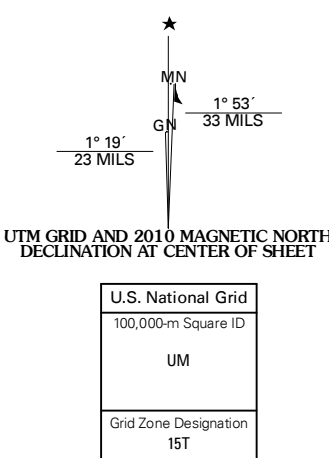 MN
GN
1° 53´
33 MILS
1° 19´
23 MILS
UTM GRID AND 2010 MAGNETIC NORTH
DECLINATION AT CENTER OF SHEET
U.S. National Grid
100,000-m Square ID
UM
Grid Zone Designation
15T